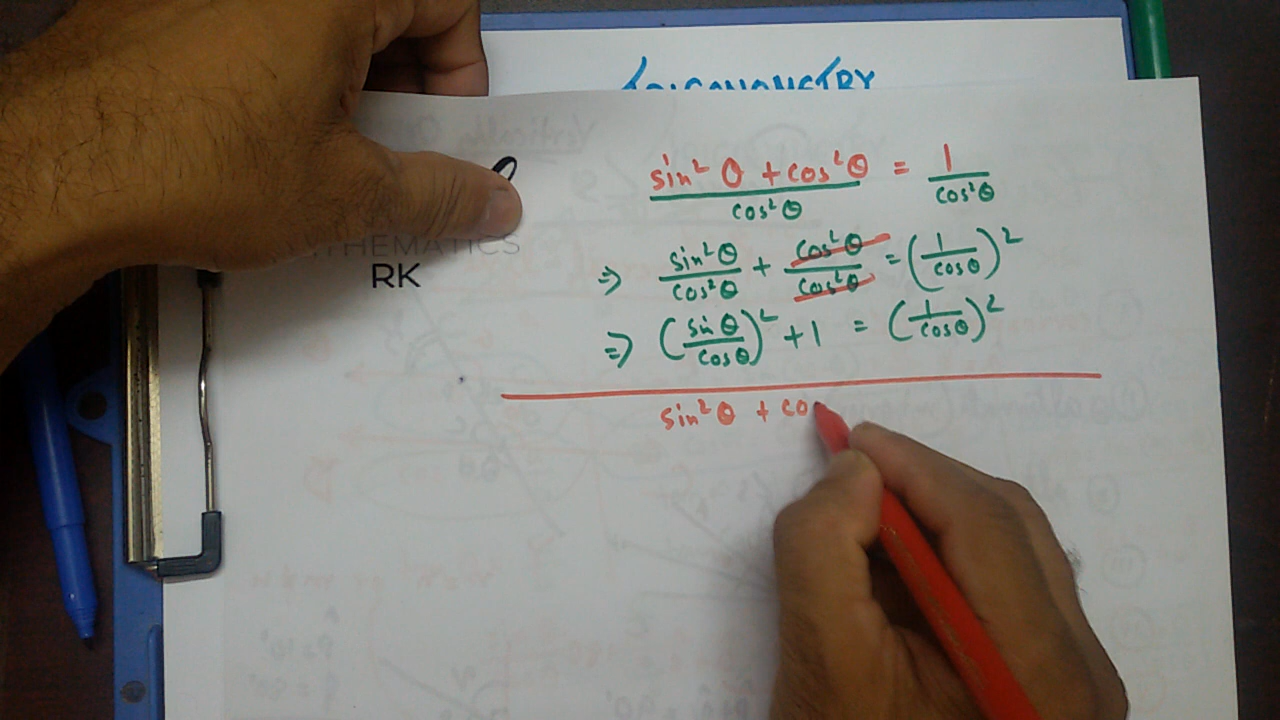 TRIGONOMETRY
sin² θ + cos²θ / cos²θ = 1 / cos²θ
⇒ sin²θ / cos²θ + cos²θ / cos²θ = (1 / cosθ)²
⇒ (sinθ / cosθ)² + 1 = (1 / cosθ)²
sin²θ + co
RK